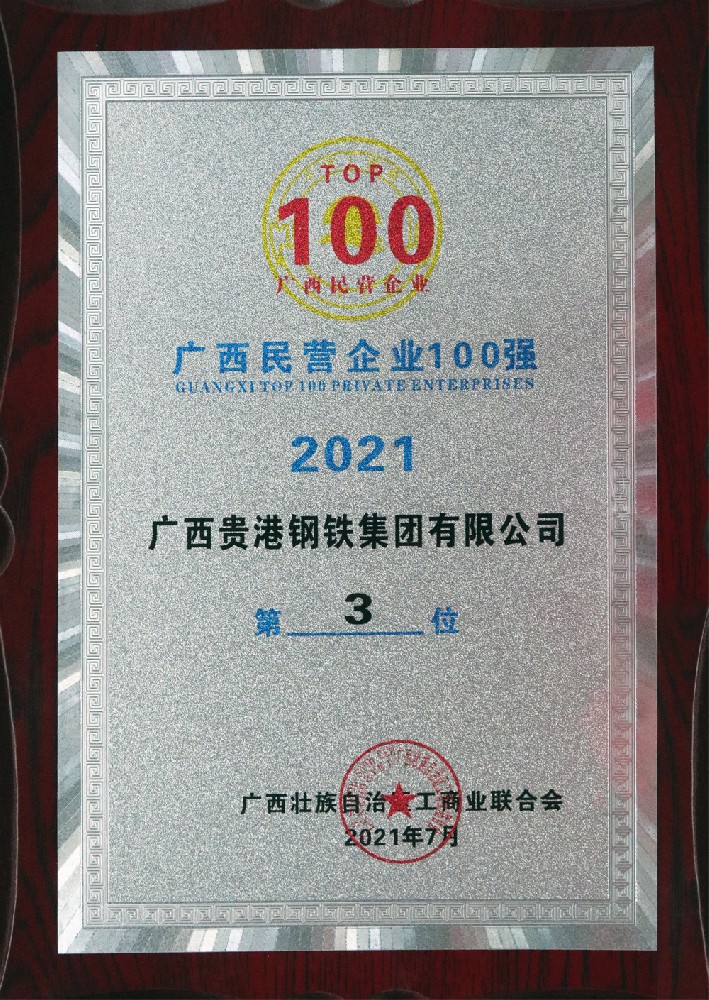 TOP
100
广西民营企业
广西民营企业100强
GUANGXI TOP 100 PRIVATE ENTERPRISES
2021
广西贵港钢铁集团有限公司
第 3 位
广西壮族自治区工商业联合会
2021年7月